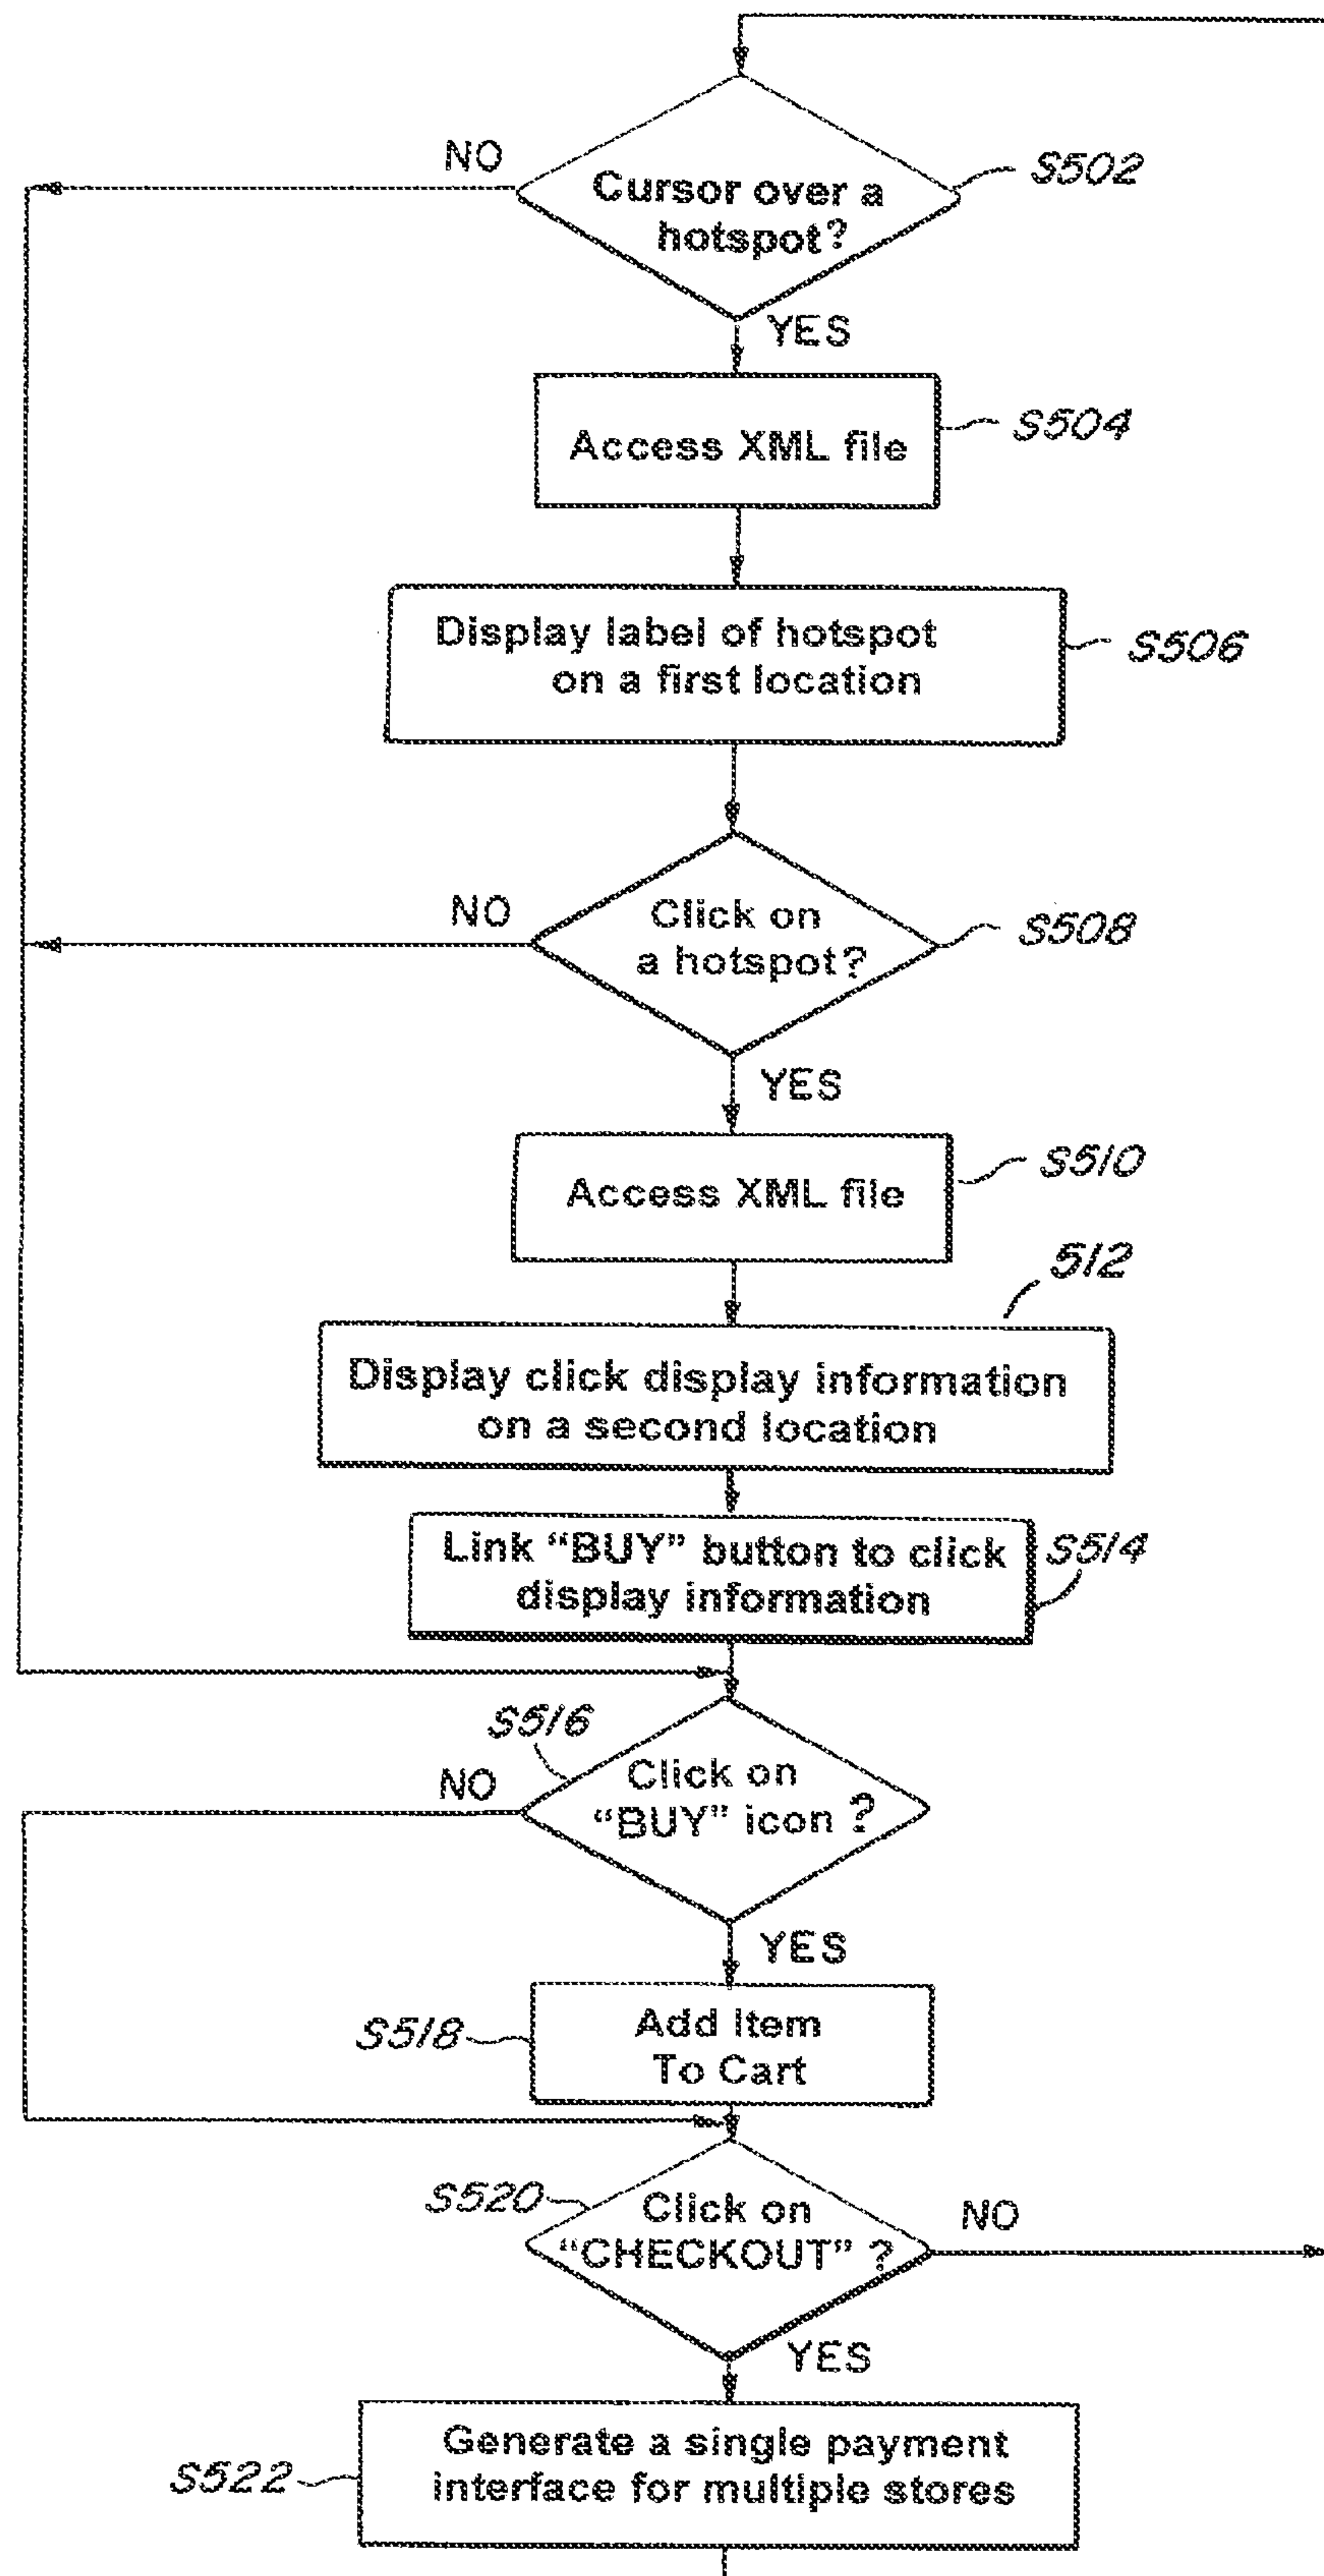 NO
S502
Cursor over a
hotspot?
YES
S504
Access XML file
Display label of hotspot
S506
on a first location
NO
Click on
S508
a hotspot?
YES
S510
Access XML file
512
Display click display information
on a second location
Link "BUY" button to click
S514
display information
S516
NO
Click on
"BUY" icon ?
YES
S518
Add Item
To Cart
S520
Click on
NO
"CHECKOUT" ?
YES
Generate a single payment
S522
interface for multiple stores